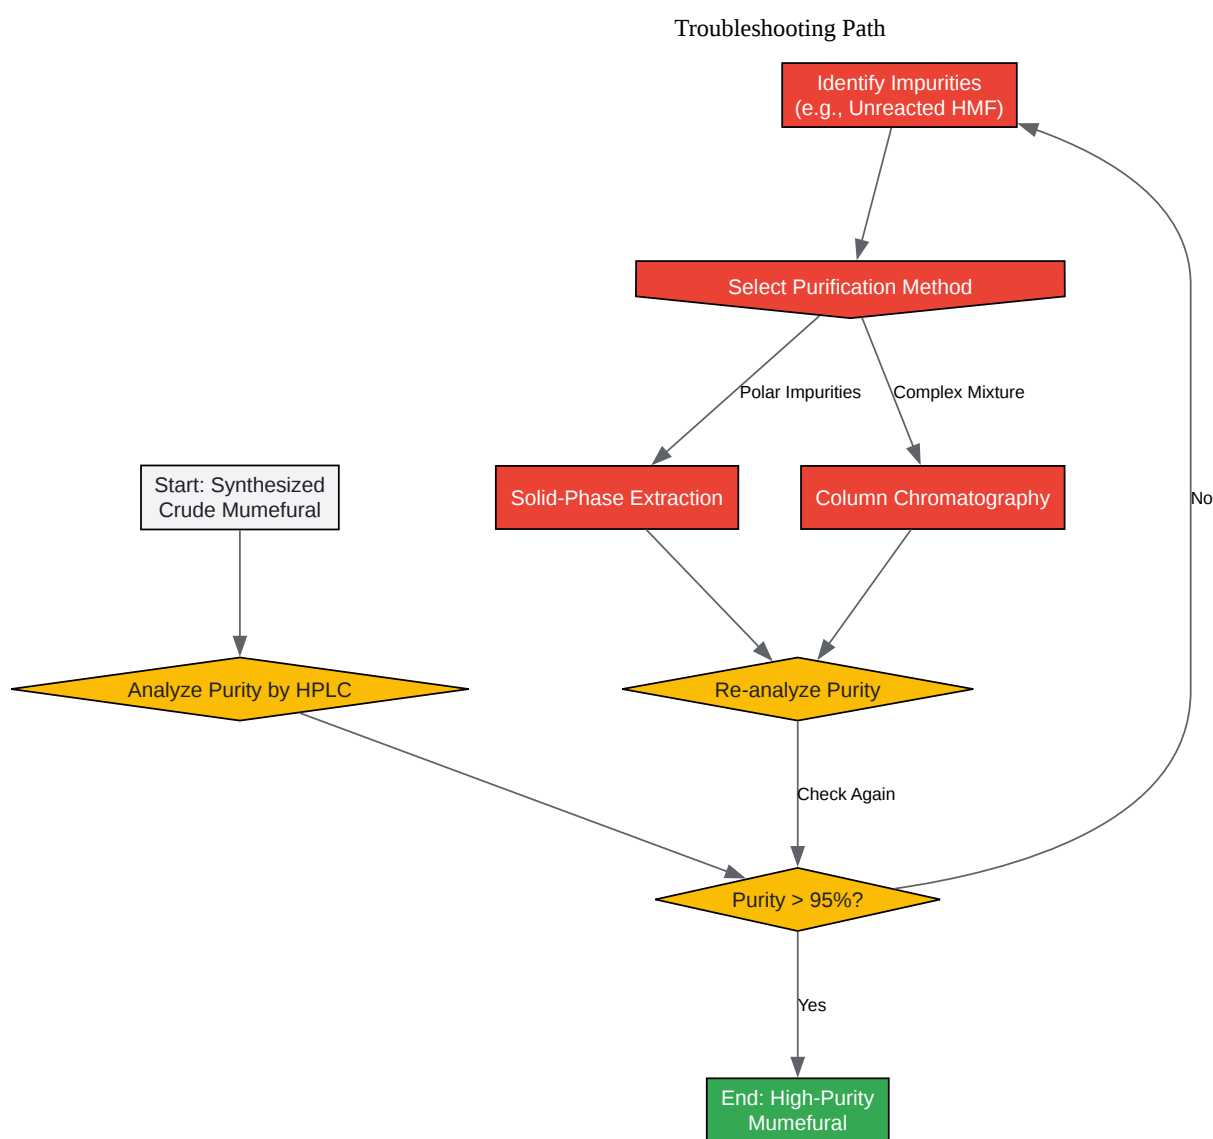 Troubleshooting Path
Identify Impurities
(e.g., Unreacted HMF)
Select Purification Method
Polar Impurities
Complex Mixture
Start: Synthesized
Crude Mumefural
Solid-Phase Extraction
Column Chromatography
No
Analyze Purity by HPLC
Re-analyze Purity
Check Again
Purity > 95%?
Yes
End: High-Purity
Mumefural